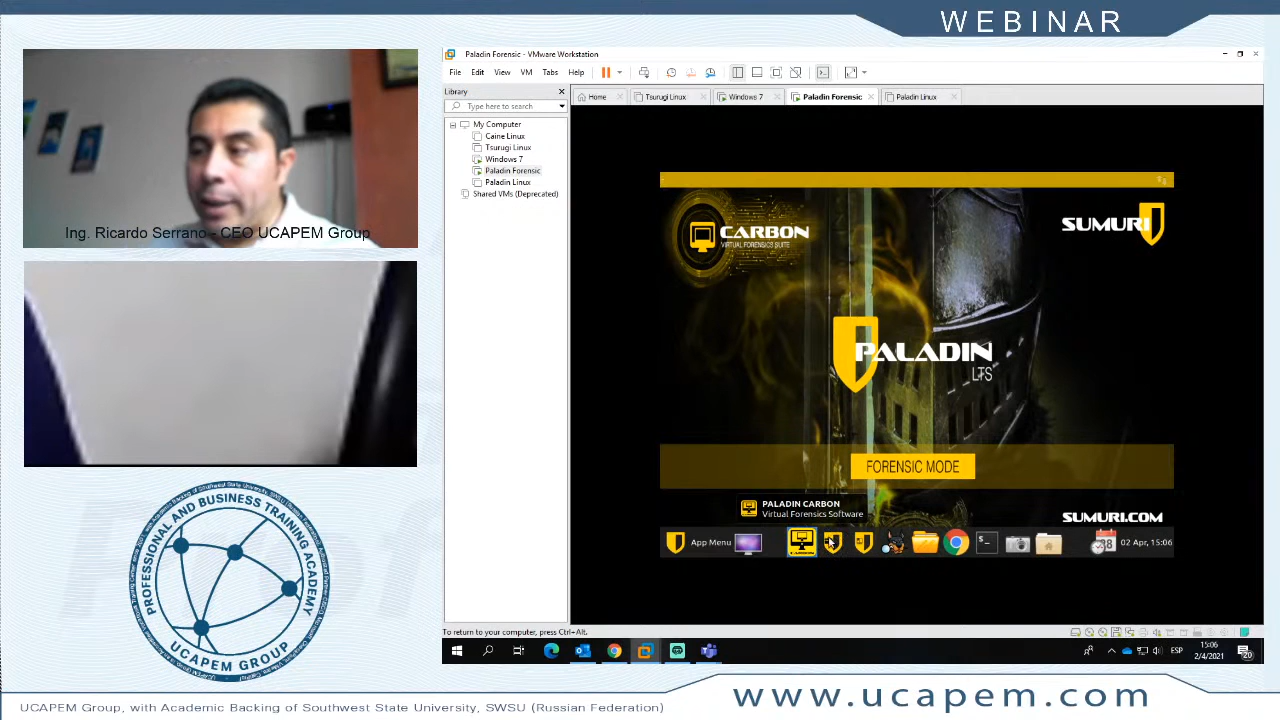 WEBINAR
Ing. Ricardo Serrano - CEO UCAPEM Group
PROFESSIONAL AND BUSINESS TRAINING ACADEMY
UCAPEM GROUP
Paladin Forensic - VMware Workstation
File Edit View VM Tabs Help
Library
Type here to search
My Computer
Caine Linux
Tsurugi Linux
Windows 7
Paladin Forensic
Paladin Linux
Shared VMs (Deprecated)
Home
Tsurugi Linux
Windows 7
Paladin Forensic
Paladin Linux
CARBON
VIRTUAL FORENSICS SUITE
SUMURI
PALADIN
LTS
FORENSIC MODE
PALADIN CARBON
Virtual Forensics Software
SUMURI.COM
App Menu
02 Apr, 15:06
To return to your computer, press Ctrl+Alt.
ESP
15:06
2/4/2021
20
UCAPEM Group, with Academic Backing of Southwest State University, SWSU (Russian Federation)
www.ucapem.com